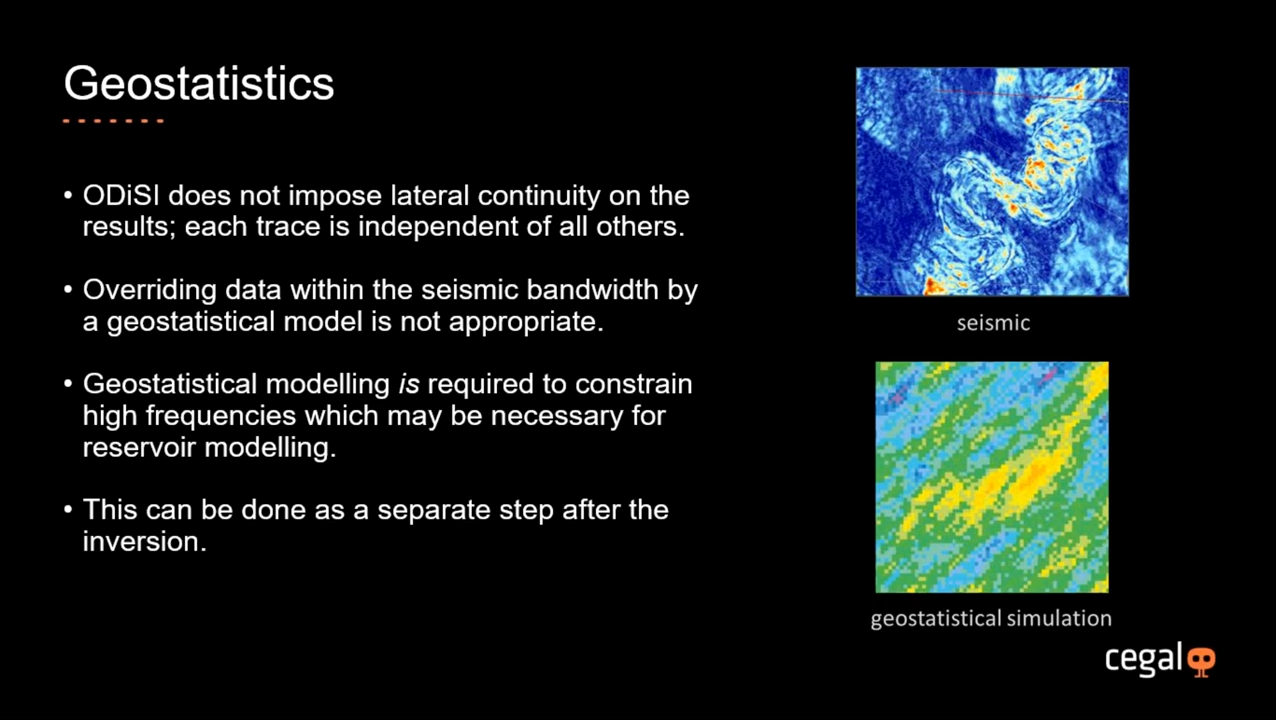 Geostatistics
• ODiSI does not impose lateral continuity on the
results; each trace is independent of all others.
• Overriding data within the seismic bandwidth by
a geostatistical model is not appropriate.
• Geostatistical modelling is required to constrain
high frequencies which may be necessary for
reservoir modelling.
• This can be done as a separate step after the
inversion.
seismic
geostatistical simulation
cegal